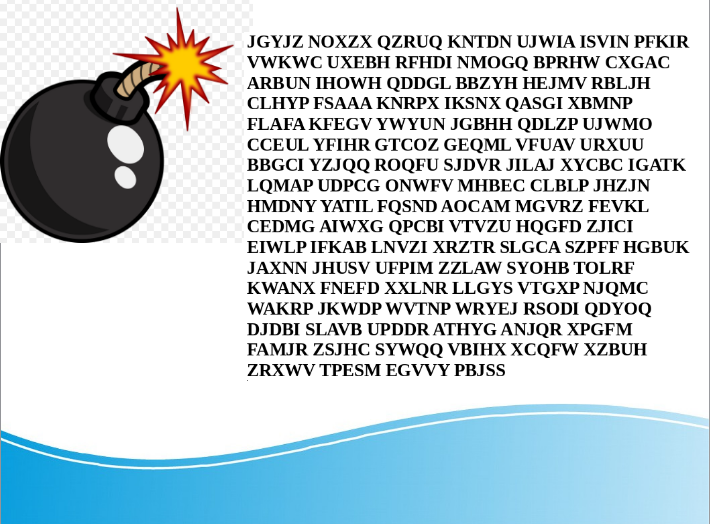 JGYJZ NOXZX QZRUQ KNTDN UJWIA ISVIN PFKIR
VWKWC UXEBH RFHDI NMOGQ BPRHW CXGAC
ARBUN IHOWH QDDGL BBZYH HEJMV RBLJH
CLHYP FSAAA KNRPX IKSNX QASGI XBMNP
FLAFA KFEGV YWYUN JGBHH QDLZP UJWMO
CCEUL YFIHR GTCOZ GEQML VFUAV URXUU
BBGCI YZJQQ ROQFU SJDVR JILAJ XYCBC IGATK
LQMAP UDPCG ONWFV MHBEC CLBLP JHZJN
HMDNY YATIL FQSND AOCAM MGVRZ FEVKL
CEDMG AIWXG QPCBI VTVZU HQGFD ZJICI
EIWLP IFKAB LNVZI XRZTR SLGCA SZPFF HGBUK
JAXNN JHUSV UFPIM ZZLAW SYOHB TOLRF
KWANX FNEFD XXLNR LLGYS VTGXP NJQMC
WAKRP JKWDP WVTNP WRYEJ RSODI QDYOQ
DJDBI SLAVB UPDDR ATHYG ANJQR XPGFM
FAMJR ZSJHC SYWQQ VBIHX XCQFW XZBUH
ZRXWV TPESM EGVVY PBJSS